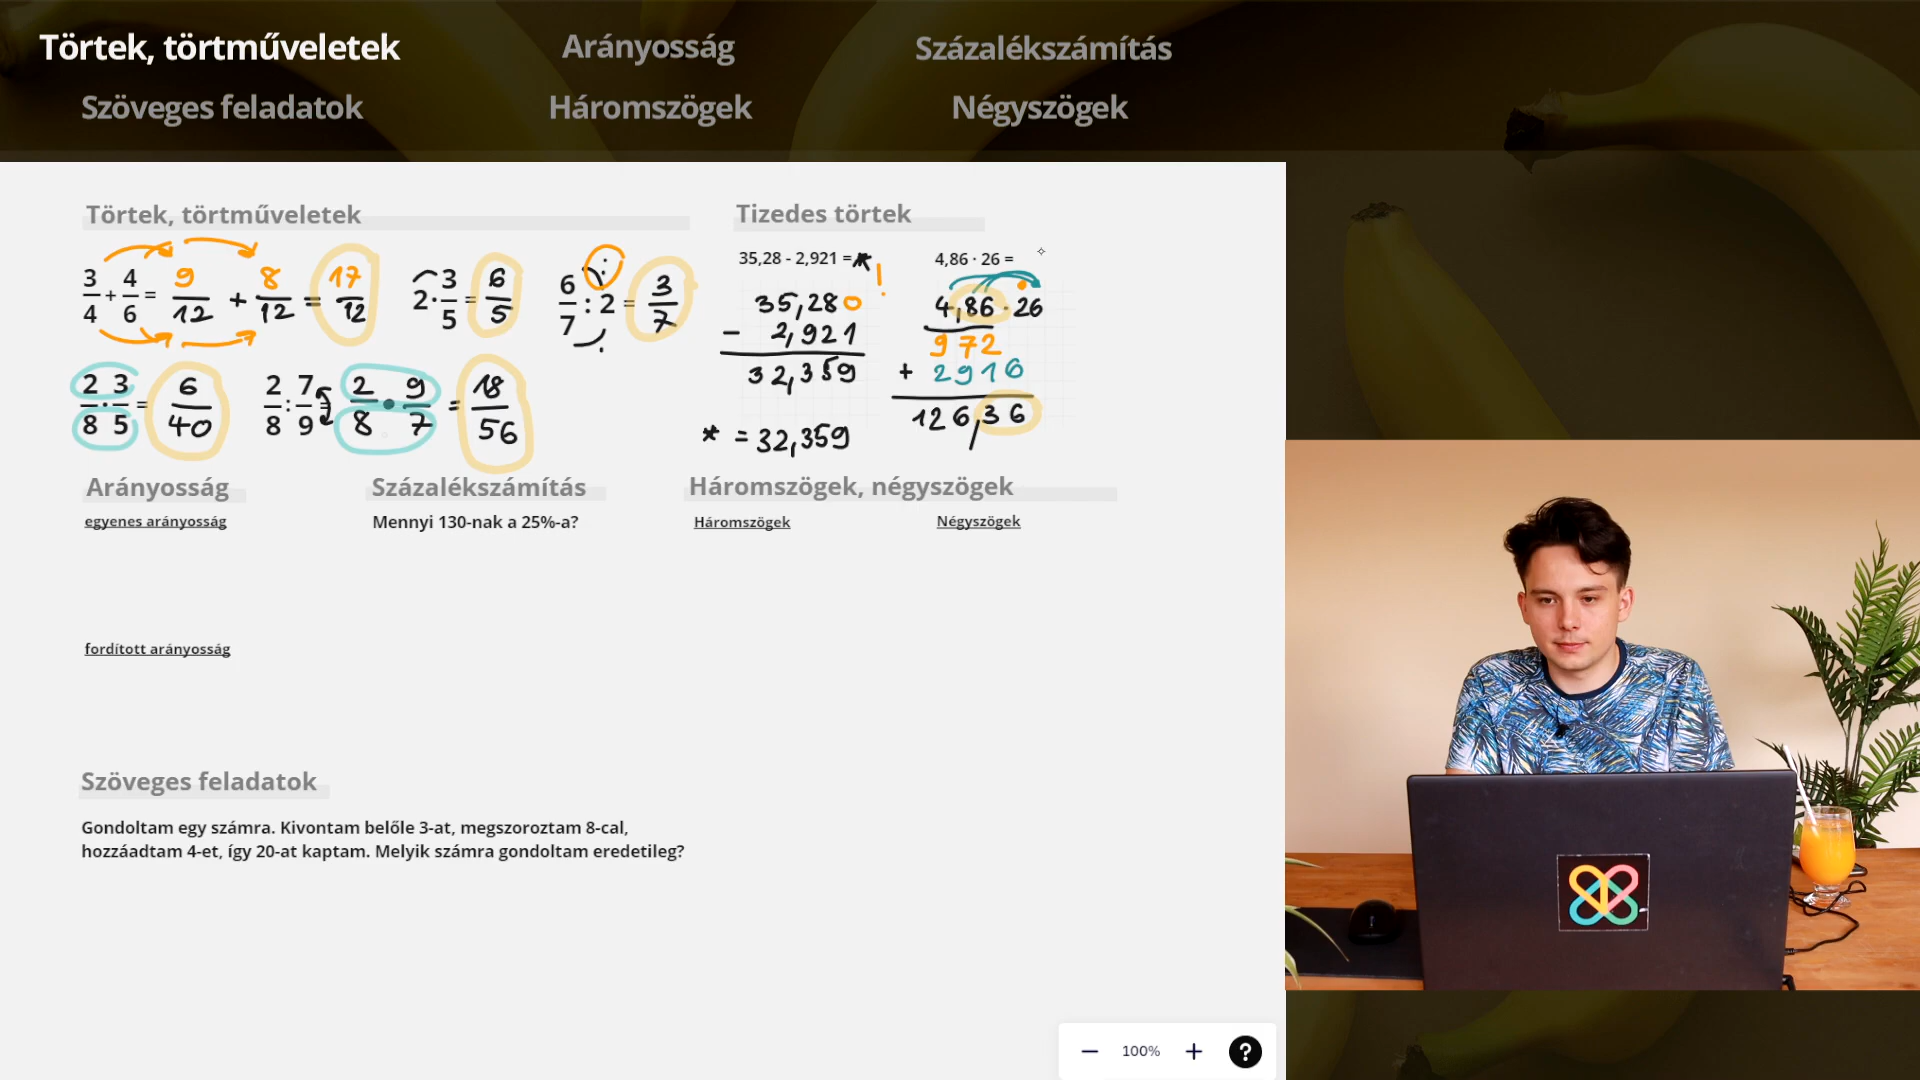 Törtek, törtműveletek Arányosság Százalékszámítás
Szöveges feladatok Háromszögek Négyszögek
Törtek, törtműveletek
3/4 + 4/6 = 9/12 + 8/12 = 17/12
2 · 3/5 = 6/5
6/7 : 2 = 3/7
2/8 · 3/5 = 6/40
2/8 : 7/9 = 2/8 · 9/7 = 18/56
Tizedes törtek
35,28 - 2,921 = * !
35,280
- 2,921
32,359
* = 32,359
4,86 · 26 =
4,86 · 26
972
+ 2916
126,36
Arányosság
egyenes arányosság
fordított arányosság
Százalékszámítás
Mennyi 130-nak a 25%-a?
Háromszögek, négyszögek
Háromszögek Négyszögek
Szöveges feladatok
Gondoltam egy számra. Kivontam belőle 3-at, megszoroztam 8-cal,
hozzáadtam 4-et, így 20-at kaptam. Melyik számra gondoltam eredetileg?
− 100% + ?